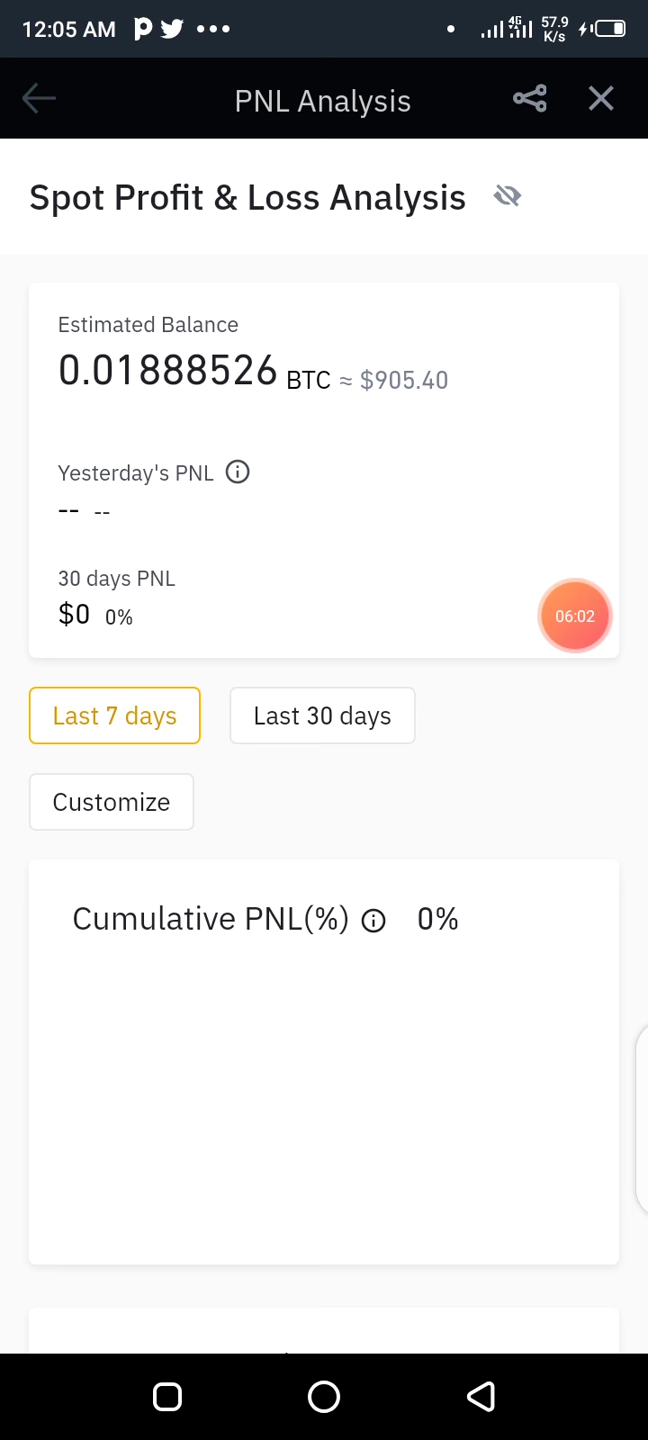 12:05 AM 4G 57.9 K/s
PNL Analysis
Spot Profit & Loss Analysis
Estimated Balance
0.01888526 BTC ≈ $905.40
Yesterday's PNL
-- --
30 days PNL
$0 0%
06:02
Last 7 days Last 30 days
Customize
Cumulative PNL(%) 0%